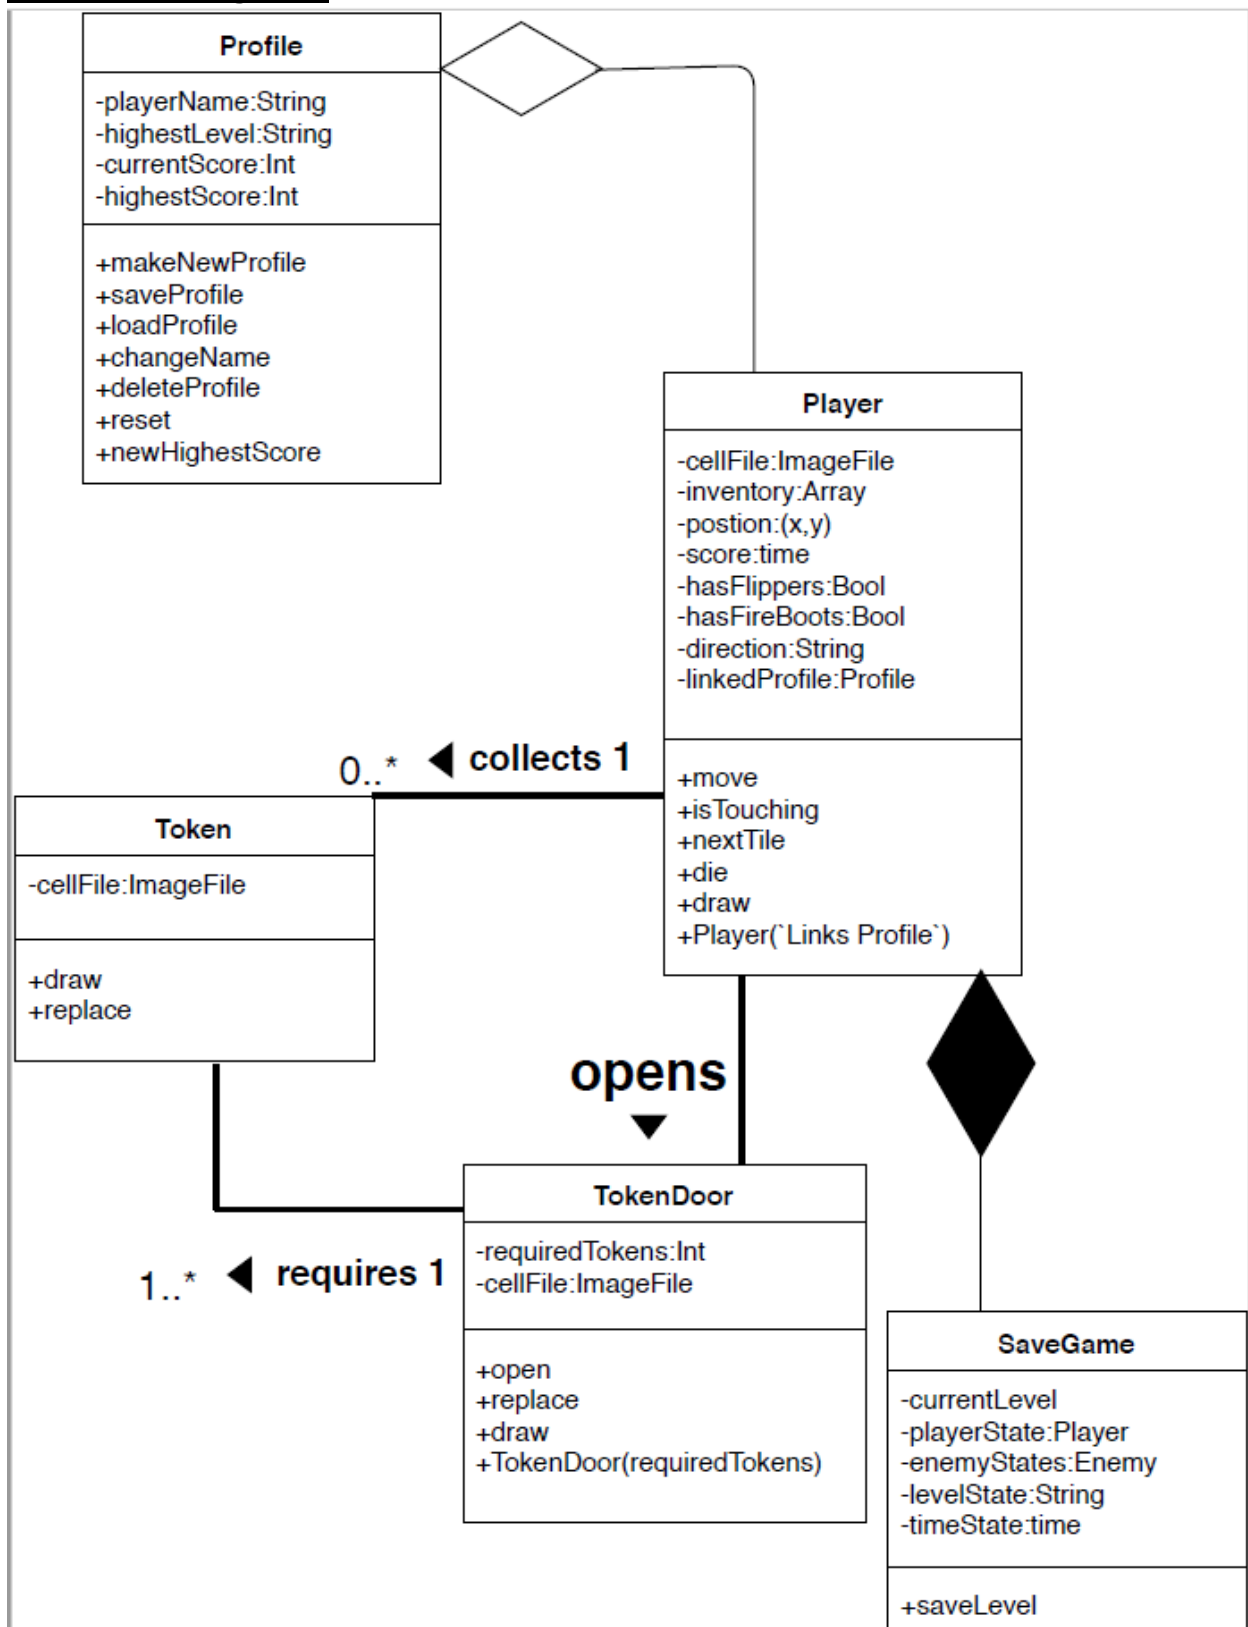 Profile
-playerName:String
-highestLevel:String
-currentScore:Int
-highestScore:Int
+makeNewProfile
+saveProfile
+loadProfile
+changeName
+deleteProfile
+reset
+newHighestScore
Player
-cellFile:ImageFile
-inventory:Array
-postion:(x,y)
-score:time
-hasFlippers:Bool
-hasFireBoots:Bool
-direction:String
-linkedProfile:Profile
+move
+isTouching
+nextTile
+die
+draw
+Player(`Links Profile`)
0..* ◀ collects 1
Token
-cellFile:ImageFile
+draw
+replace
opens
▼
1..* ◀ requires 1
TokenDoor
-requiredTokens:Int
-cellFile:ImageFile
+open
+replace
+draw
+TokenDoor(requiredTokens)
SaveGame
-currentLevel
-playerState:Player
-enemyStates:Enemy
-levelState:String
-timeState:time
+saveLevel